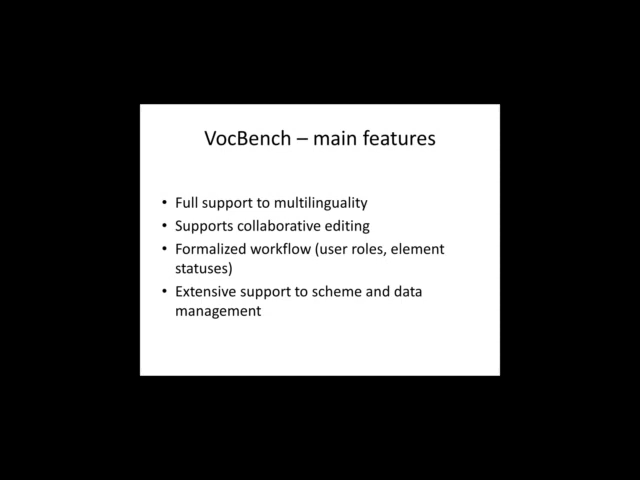 VocBench – main features
• Full support to multilinguality
• Supports collaborative editing
• Formalized workflow (user roles, element
statuses)
• Extensive support to scheme and data
management